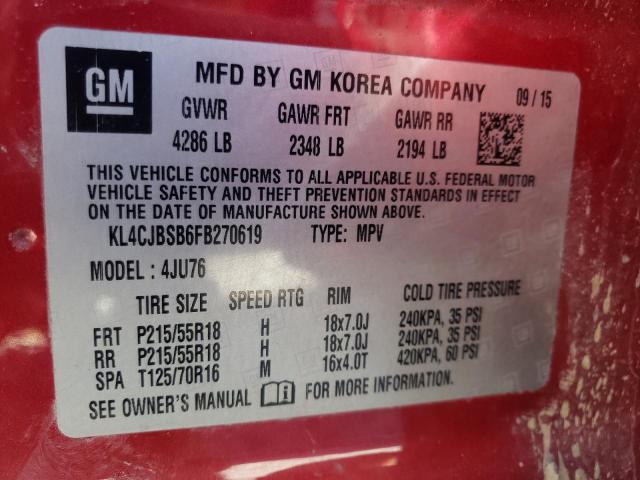 GM
MFD BY GM KOREA COMPANY 09 / 15
GVWR GAWR FRT GAWR RR
4286 LB 2348 LB 2194 LB
THIS VEHICLE CONFORMS TO ALL APPLICABLE U.S. FEDERAL MOTOR
VEHICLE SAFETY AND THEFT PREVENTION STANDARDS IN EFFECT
ON THE DATE OF MANUFACTURE SHOWN ABOVE.
KL4CJBSB6FB270619 TYPE: MPV
MODEL : 4JU76
TIRE SIZE SPEED RTG RIM COLD TIRE PRESSURE
FRT P215/55R18 H 18x7.0J 240KPA, 35 PSI
RR P215/55R18 H 18x7.0J 240KPA, 35 PSI
SPA T125/70R16 M 16x4.0T 420KPA, 60 PSI
SEE OWNER'S MANUAL FOR MORE INFORMATION.